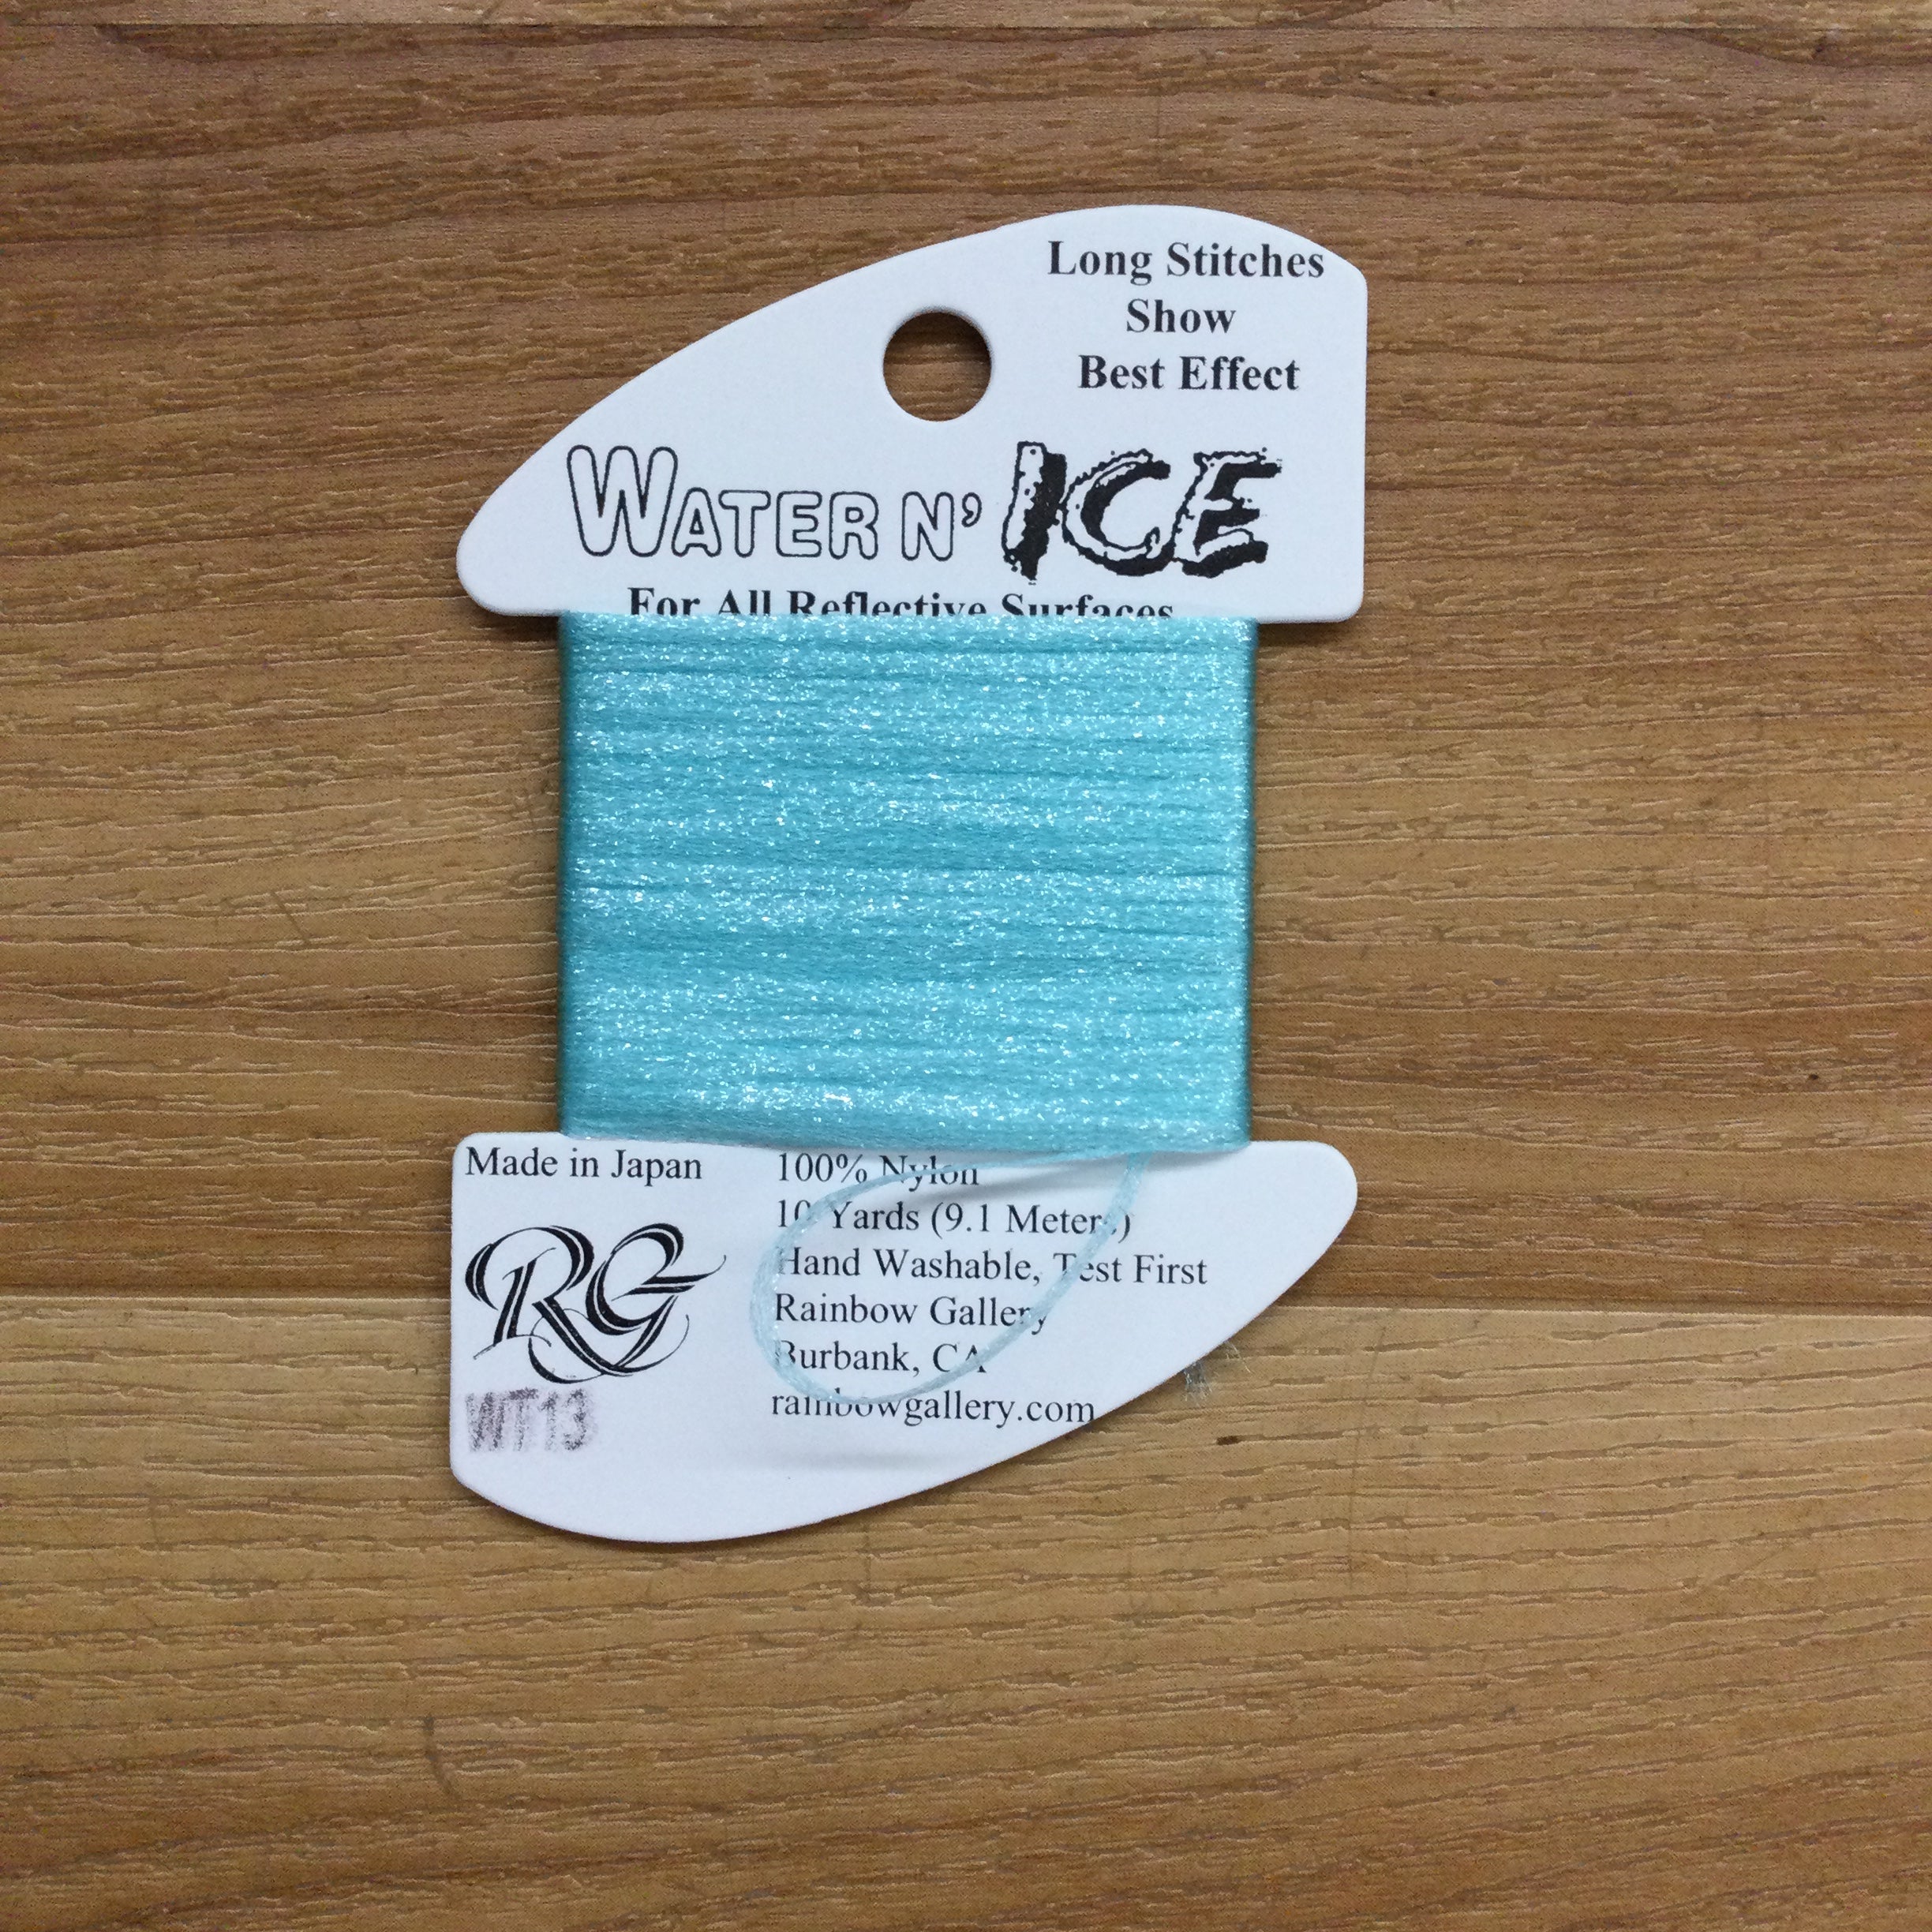 Long Stitches
Show
Best Effect
WATER N' ICE
For All Reflective Surfaces
Made in Japan
100% Nylon
10 Yards (9.1 Meters)
Hand Washable, Test First
Rainbow Gallery
Burbank, CA
rainbowgallery.com
RG
WT13